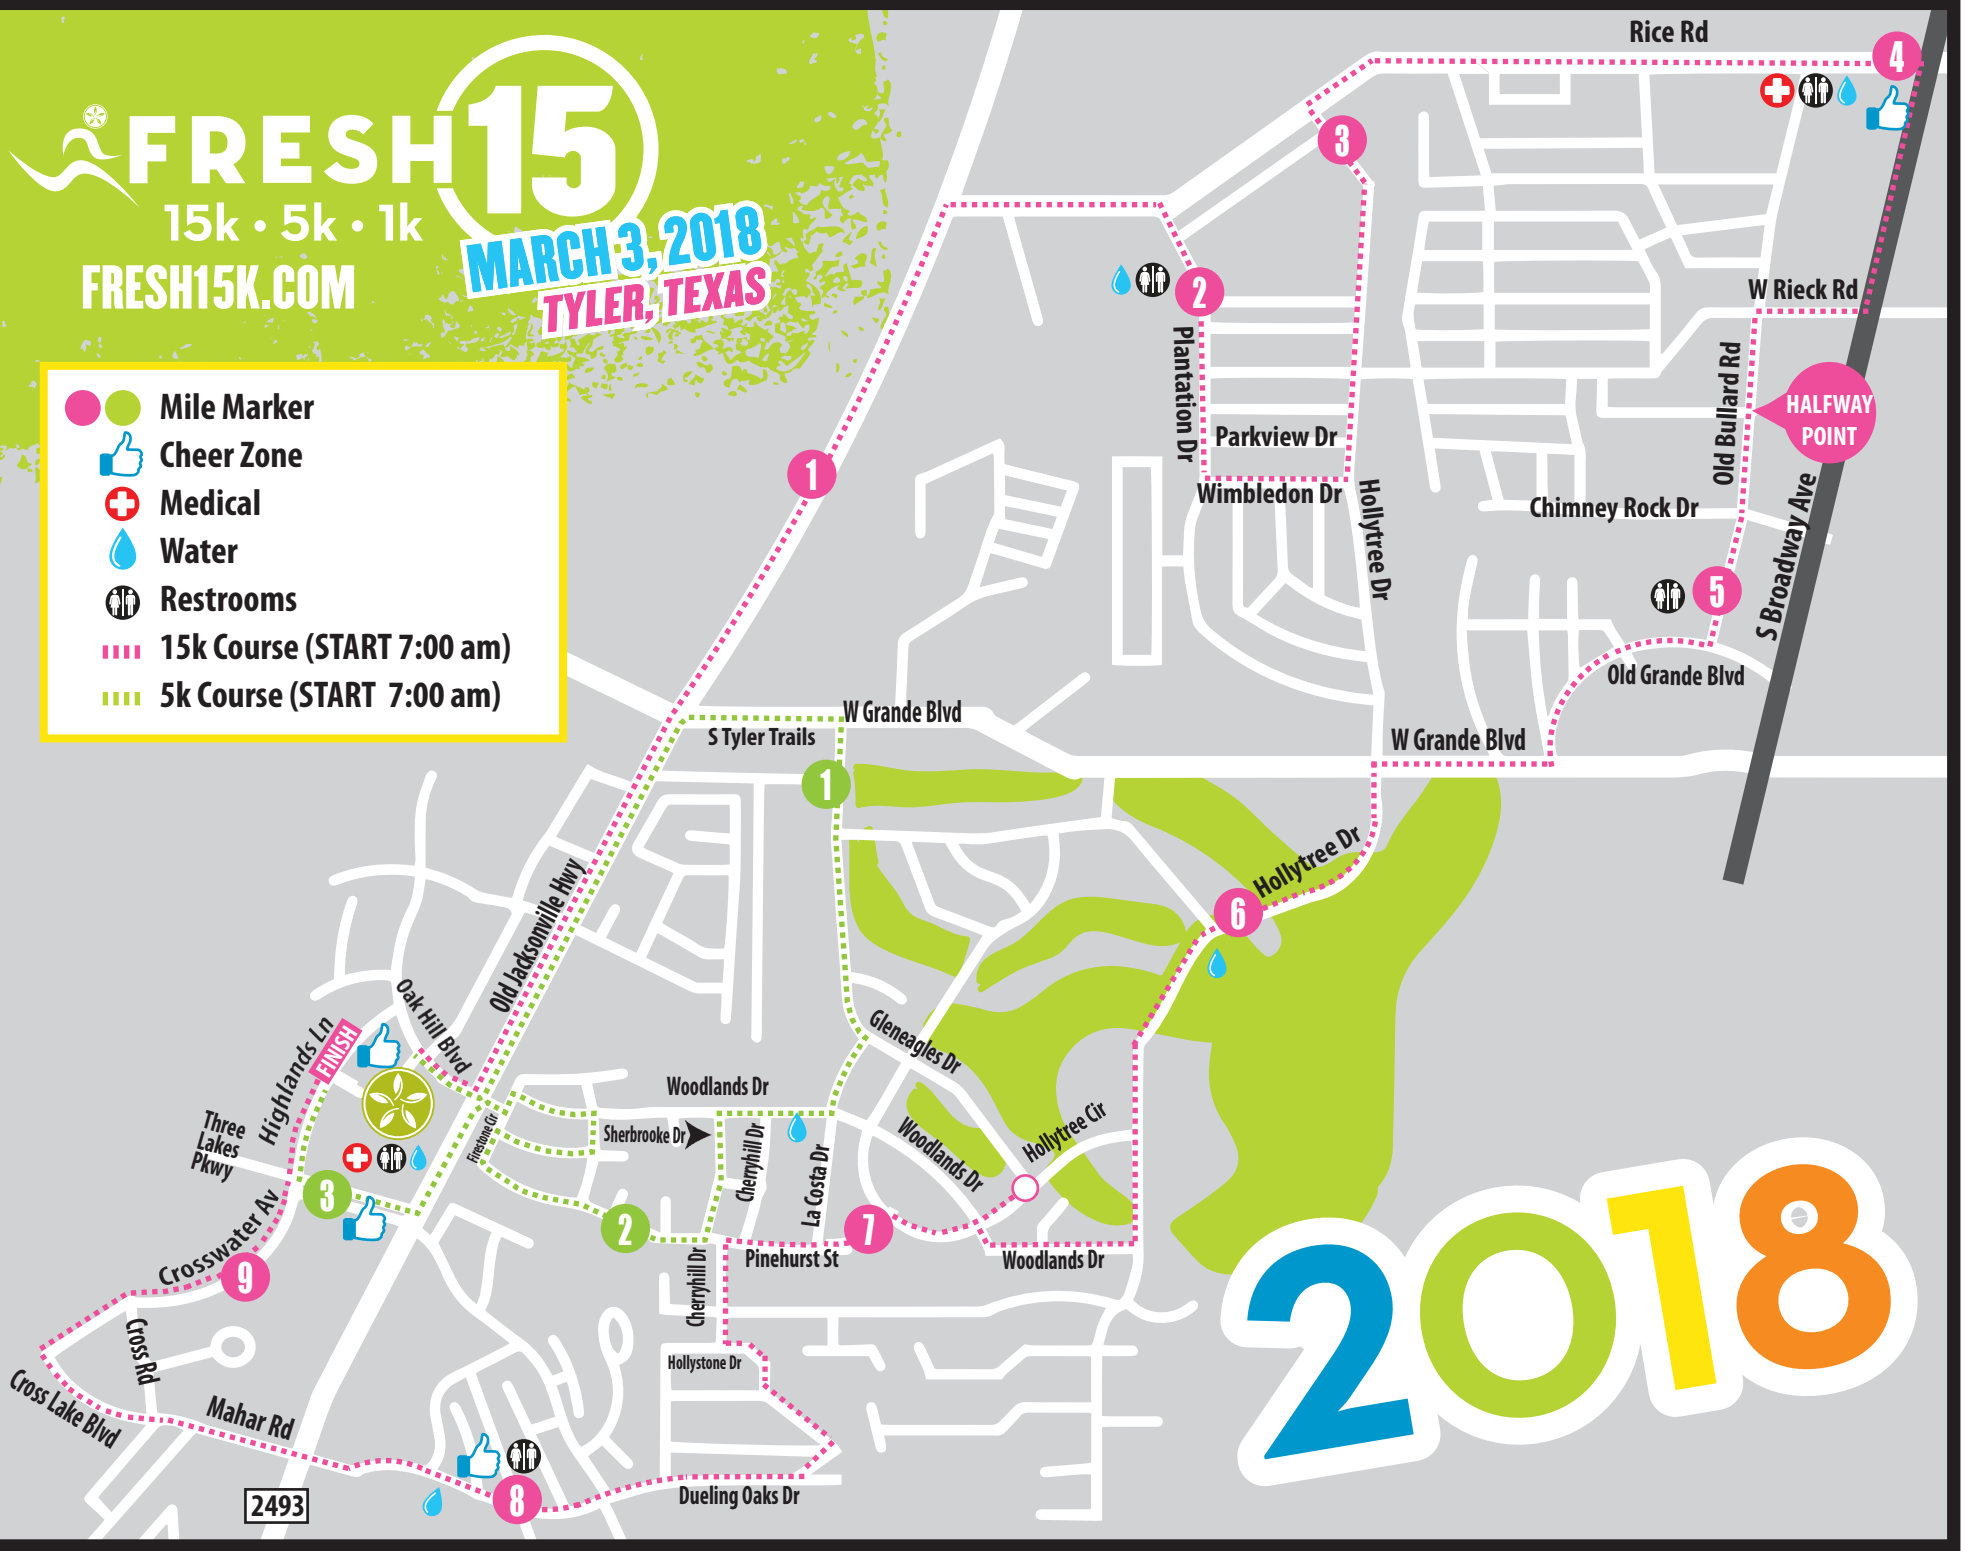 FRESH 15
15k • 5k • 1k
FRESH15K.COM
MARCH 3, 2018
TYLER, TEXAS
Mile Marker
Cheer Zone
Medical
Water
Restrooms
15k Course (START 7:00 am)
5k Course (START 7:00 am)
Rice Rd
4
3
W Rieck Rd
2
Plantation Dr
Old Bullard Rd
HALFWAY
POINT
Parkview Dr
1
Wimbledon Dr
Hollytree Dr
Chimney Rock Dr
S Broadway Ave
5
Old Grande Blvd
W Grande Blvd
S Tyler Trails
W Grande Blvd
1
Hollytree Dr
6
Old Jacksonville Hwy
Oak Hill Blvd
Highlands Ln
FINISH
Gleneagles Dr
Woodlands Dr
Firestone Cir
Sherbrooke Dr
Cherryhill Dr
La Costa Dr
Woodlands Dr
Hollytree Cir
Three
Lakes
Pkwy
3
2
7
Pinehurst St
Woodlands Dr
Crosswater Av
9
Cherryhill Dr
Cross Rd
Hollystone Dr
Cross Lake Blvd
Mahar Rd
8
Dueling Oaks Dr
2493
2018